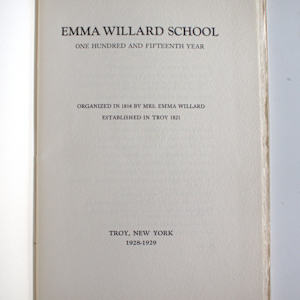 EMMA WILLARD SCHOOL
ONE HUNDRED AND FIFTEENTH YEAR
ORGANIZED IN 1814 BY MRS. EMMA WILLARD
ESTABLISHED IN TROY 1821
TROY, NEW YORK
1928-1929